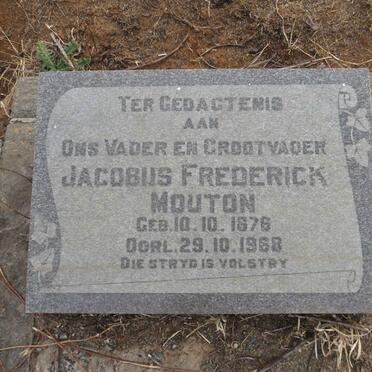 TER GEDAGTENIS
AAN
ONS VADER EN GROOTVADER
JACOBUS FREDERICK
MOUTON
GEB. 10.10.1876
OORL. 29.10.1968
DIE STRYD IS VOLSTRY